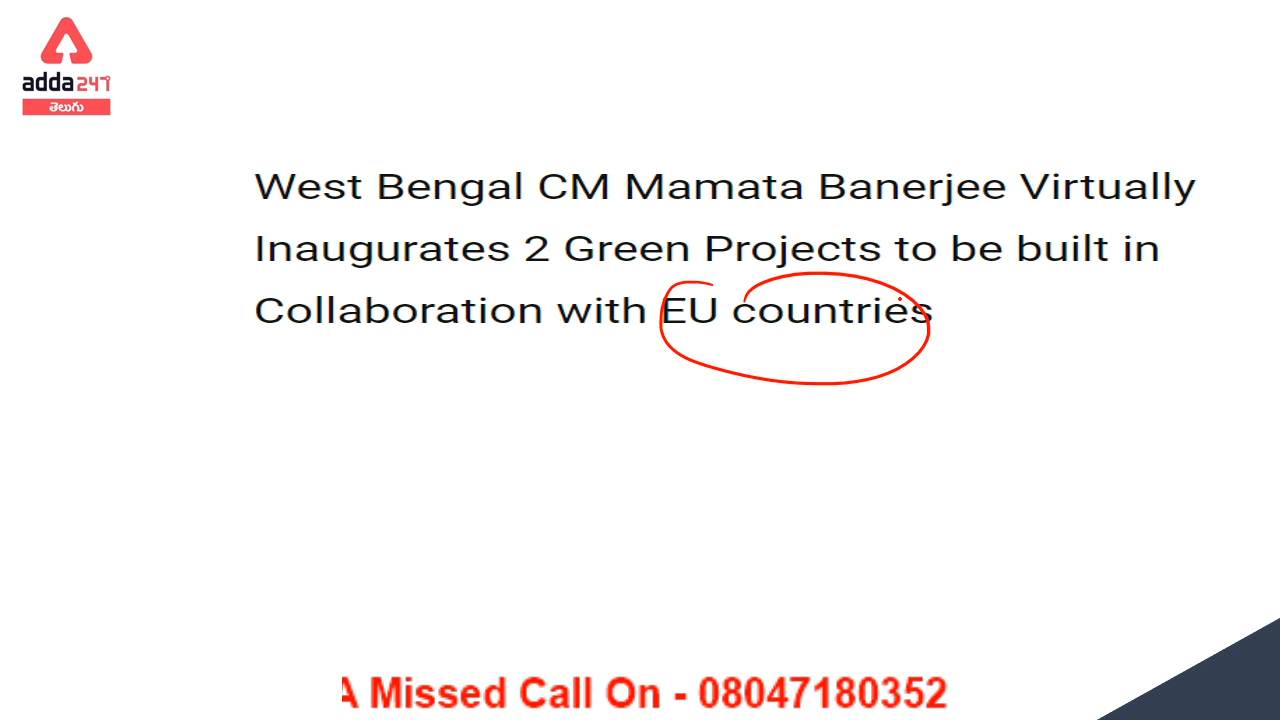 adda247
తెలుగు
West Bengal CM Mamata Banerjee Virtually
Inaugurates 2 Green Projects to be built in
Collaboration with EU countries
A Missed Call On - 08047180352